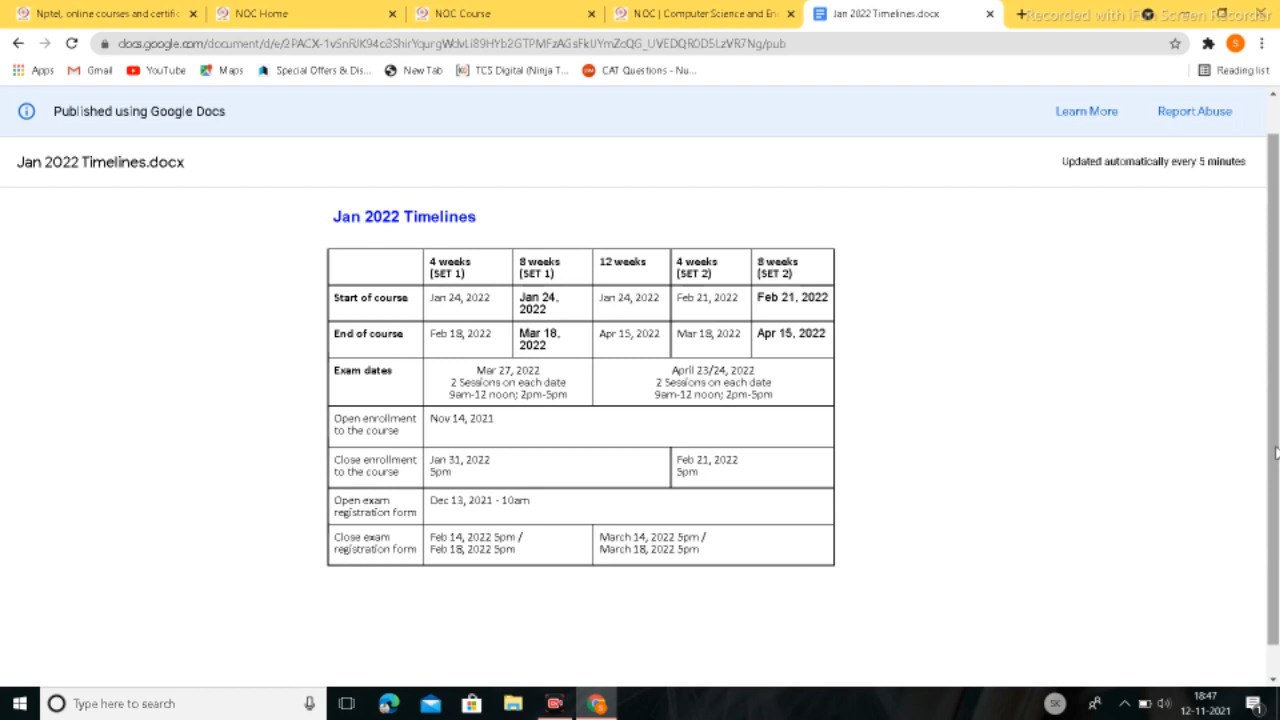 Nptel, online courses and certific
NOC Home
NOC Course
NOC | Computer Science and En
Jan 2022 Timelines.docx
Recorded with iFun Screen Recorder
docs.google.com/document/d/e/2PACX-
Apps
Gmail
YouTube
Maps
Special Offers & Dis...
New Tab
TCS Digital (Ninja T...
CAT Questions - Nu...
Reading list
Published using Google Docs
Learn More
Report Abuse
Jan 2022 Timelines.docx
Updated automatically every 5 minutes
Jan 2022 Timelines
4 weeks (SET 1)
8 weeks (SET 1)
12 weeks
4 weeks (SET 2)
8 weeks (SET 2)
Start of course
Jan 24, 2022
Jan 24, 2022
Jan 24, 2022
Feb 21, 2022
Feb 21, 2022
End of course
Feb 18, 2022
Mar 18, 2022
Apr 15, 2022
Mar 18, 2022
Apr 15, 2022
Exam dates
Mar 27, 2022
2 Sessions on each date
9am-12 noon; 2pm-5pm
April 23/24, 2022
2 Sessions on each date
9am-12 noon; 2pm-5pm
Open enrollment
to the course
Nov 14, 2021
Close enrollment
to the course
Jan 31, 2022
5pm
Feb 21, 2022
5pm
Open exam
registration form
Dec 13, 2021 - 10am
Close exam
registration form
Feb 14, 2022 5pm /
Feb 18, 2022 5pm
March 14, 2022 5pm /
March 18, 2022 5pm
Type here to search
SK
18:47
12-11-2021